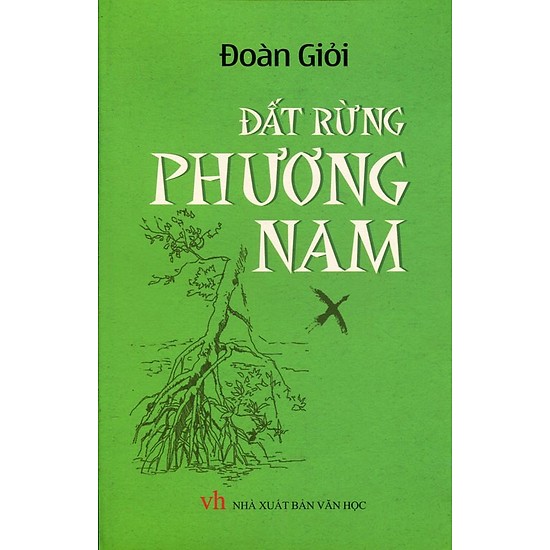 Đoàn Giỏi
ĐẤT RỪNG
PHƯƠNG
NAM
vh NHÀ XUẤT BẢN VĂN HỌC